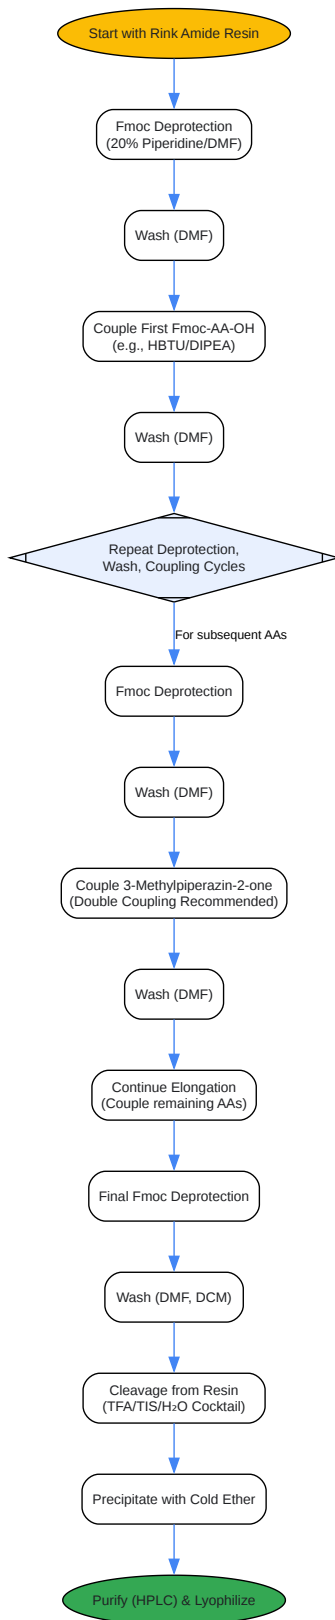 Start with Rink Amide Resin
Fmoc Deprotection
(20% Piperidine/DMF)
Wash (DMF)
Couple First Fmoc-AA-OH
(e.g., HBTU/DIPEA)
Wash (DMF)
Repeat Deprotection,
Wash, Coupling Cycles
For subsequent AAs
Fmoc Deprotection
Wash (DMF)
Couple 3-Methylpiperazin-2-one
(Double Coupling Recommended)
Wash (DMF)
Continue Elongation
(Couple remaining AAs)
Final Fmoc Deprotection
Wash (DMF, DCM)
Cleavage from Resin
(TFA/TIS/H₂O Cocktail)
Precipitate with Cold Ether
Purify (HPLC) & Lyophilize